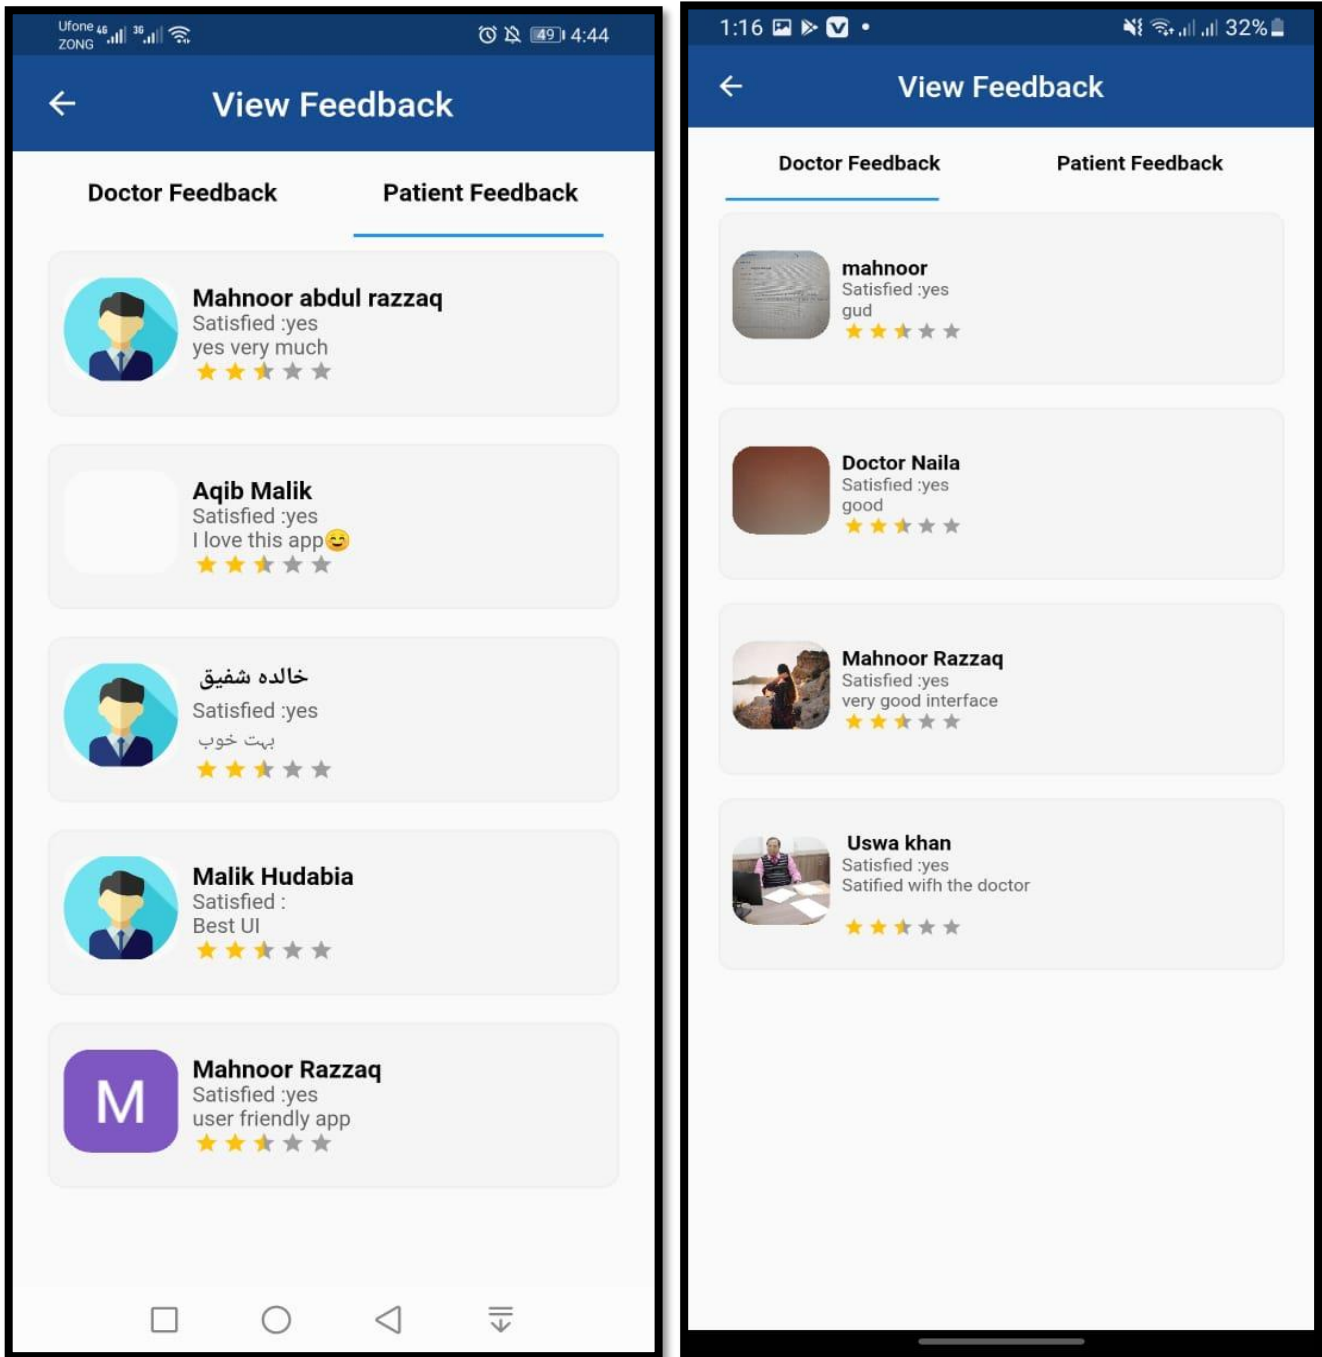 Ufone 4G 3G
ZONG
49 4:44
View Feedback
Doctor Feedback
Patient Feedback
Mahnoor abdul razzaq
Satisfied :yes
yes very much
Aqib Malik
Satisfied :yes
I love this app😊
خالده شفیق
Satisfied :yes
بہت خوب
Malik Hudabia
Satisfied :
Best UI
M
Mahnoor Razzaq
Satisfied :yes
user friendly app
1:16
32%
View Feedback
Doctor Feedback
Patient Feedback
mahnoor
Satisfied :yes
gud
Doctor Naila
Satisfied :yes
good
Mahnoor Razzaq
Satisfied :yes
very good interface
Uswa khan
Satisfied :yes
Satified wifh the doctor